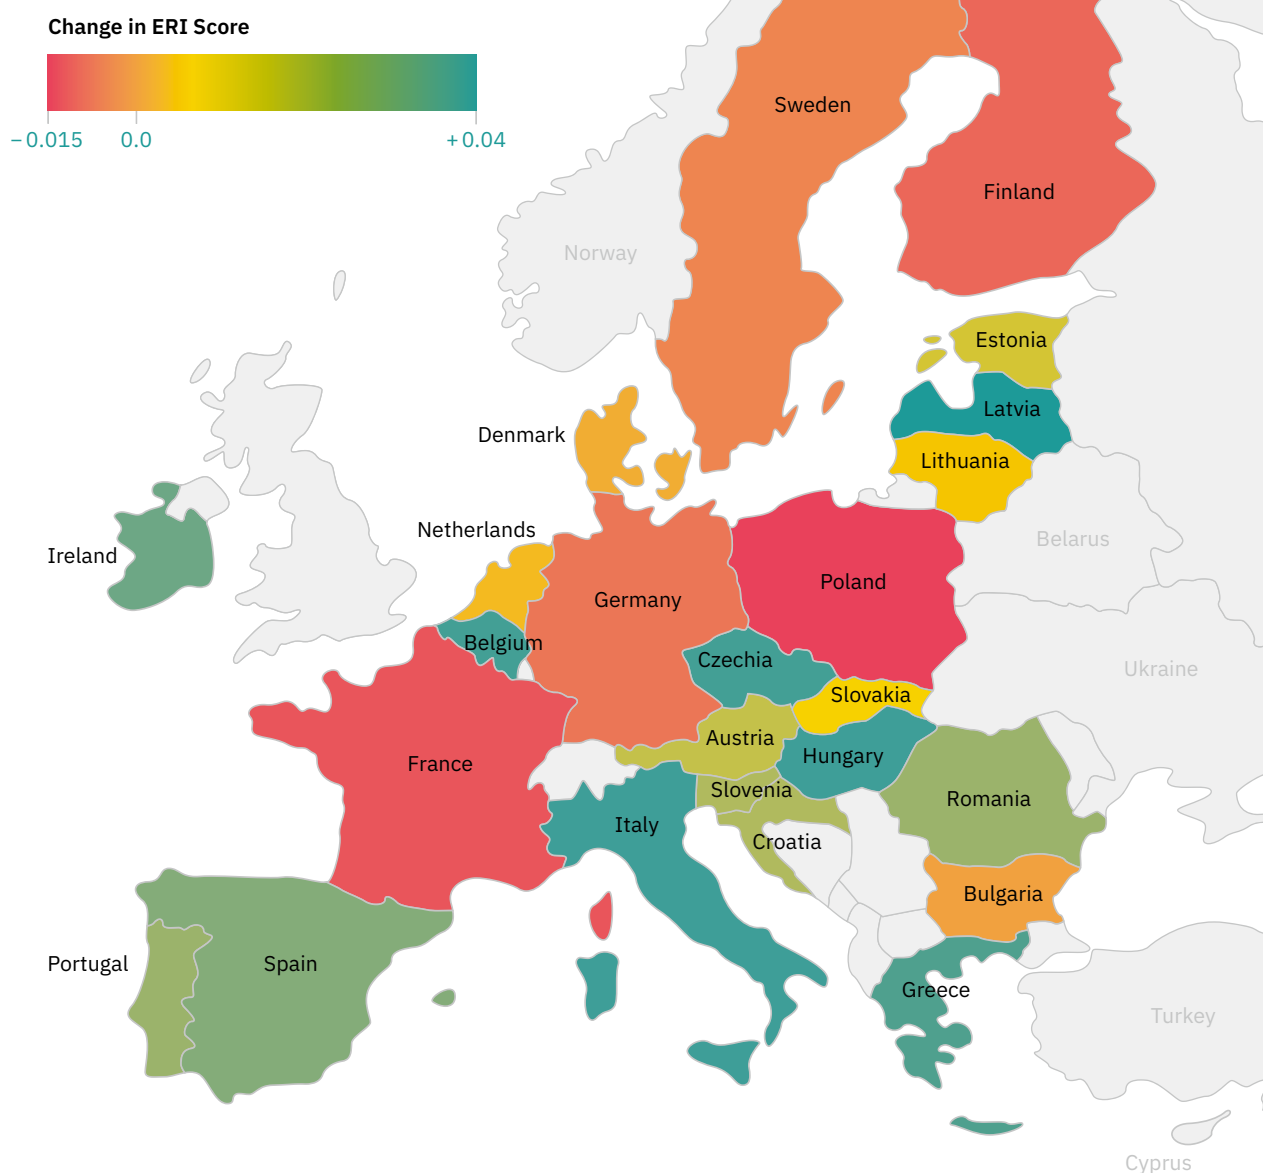 Change in ERI Score
−0.015 0.0 +0.04
Sweden
Finland
Norway
Estonia
Latvia
Denmark
Lithuania
Netherlands
Belarus
Ireland
Poland
Germany
Belgium
Czechia
Ukraine
Slovakia
Austria
Hungary
France
Slovenia
Romania
Italy
Croatia
Bulgaria
Portugal
Spain
Greece
Turkey
Cyprus